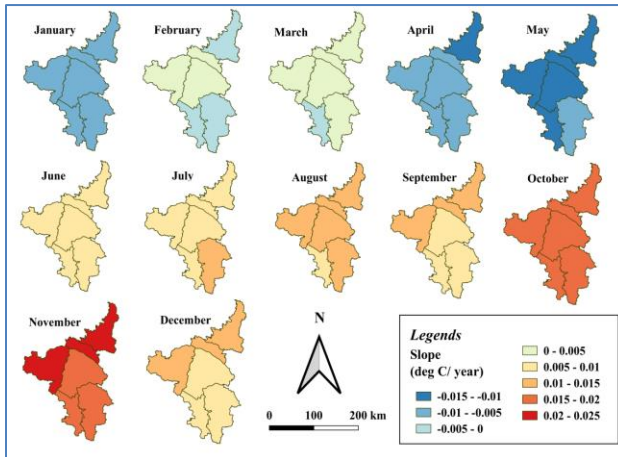 January
February
March
April
May
June
July
August
September
October
November
December
N
0 100 200 km
Legends
Slope
(deg C/ year)
-0.015 - -0.01
-0.01 - -0.005
-0.005 - 0
0 - 0.005
0.005 - 0.01
0.01 - 0.015
0.015 - 0.02
0.02 - 0.025